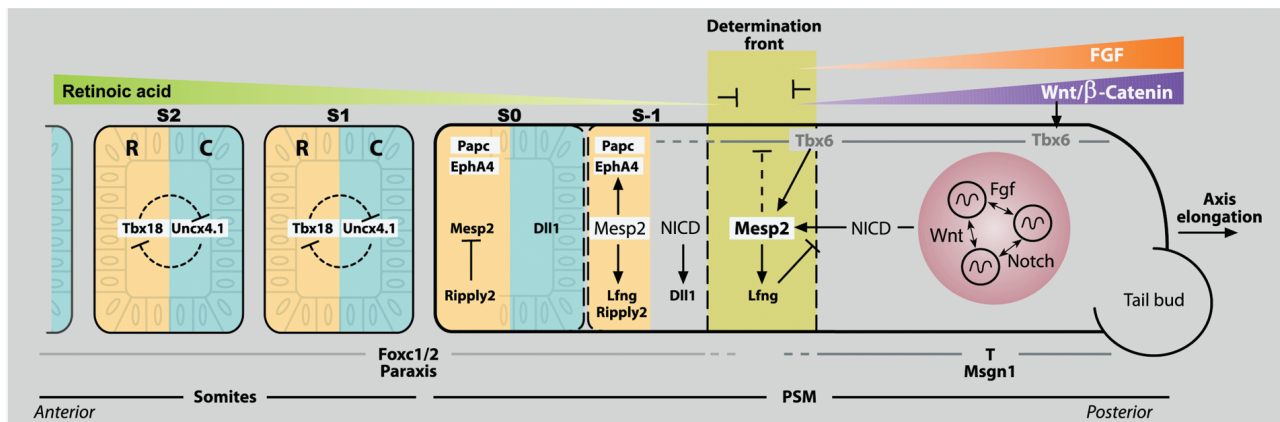 Determination
front
FGF
Retinoic acid
Wnt/β-Catenin
S2
S1
S0
S-1
R C
R C
Papc
EphA4
Papc
EphA4
Tbx6
Tbx6
Tbx18 Uncx4.1
Tbx18 Uncx4.1
Mesp2
Dll1
Mesp2
NICD
Mesp2
NICD
Fgf
Wnt
Notch
Axis
elongation
Ripply2
Lfng
Ripply2
Dll1
Lfng
Tail bud
Foxc1/2
Paraxis
T
Msgn1
Somites
PSM
Anterior
Posterior